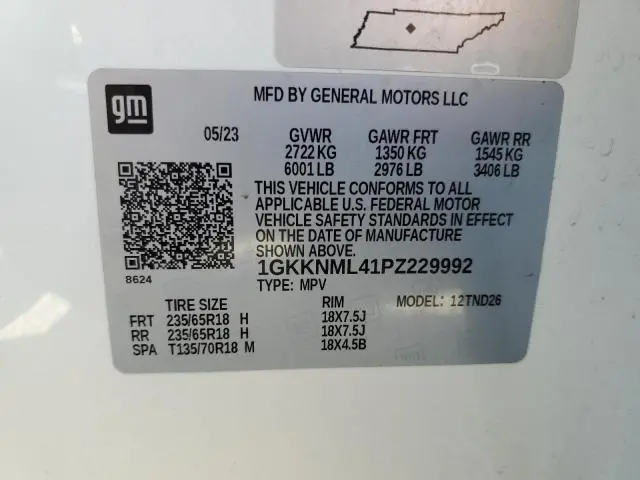 gm
MFD BY GENERAL MOTORS LLC
05/23 GVWR GAWR FRT GAWR RR
2722 KG 1350 KG 1545 KG
6001 LB 2976 LB 3406 LB
THIS VEHICLE CONFORMS TO ALL
APPLICABLE U.S. FEDERAL MOTOR
VEHICLE SAFETY STANDARDS IN EFFECT
ON THE DATE OF MANUFACTURE
SHOWN ABOVE.
1GKKNML41PZ229992
8624
TYPE: MPV MODEL: 12TND26
TIRE SIZE RIM
FRT 235/65R18 H 18X7.5J
RR 235/65R18 H 18X7.5J
SPA T135/70R18 M 18X4.5B